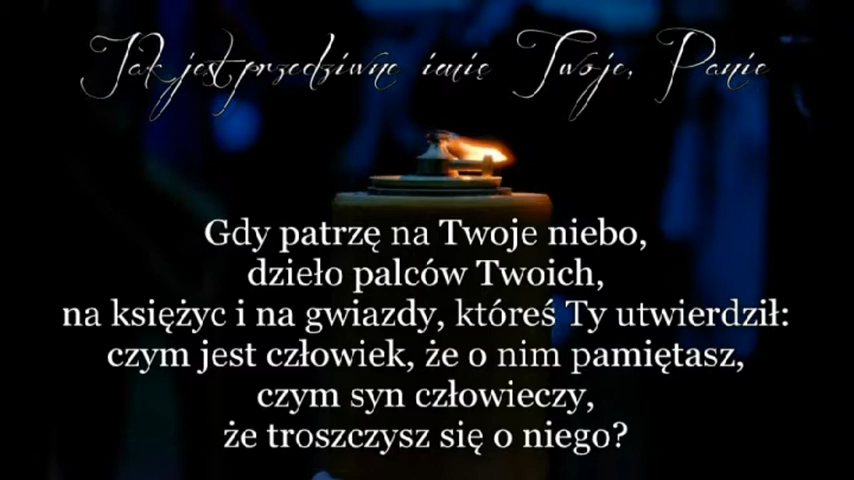 Jak jest przedziwne imię Twoje, Panie
Gdy patrzę na Twoje niebo,
dzieło palców Twoich,
na księżyc i na gwiazdy, któreś Ty utwierdził:
czym jest człowiek, że o nim pamiętasz,
czym syn człowieczy,
że troszczysz się o niego?